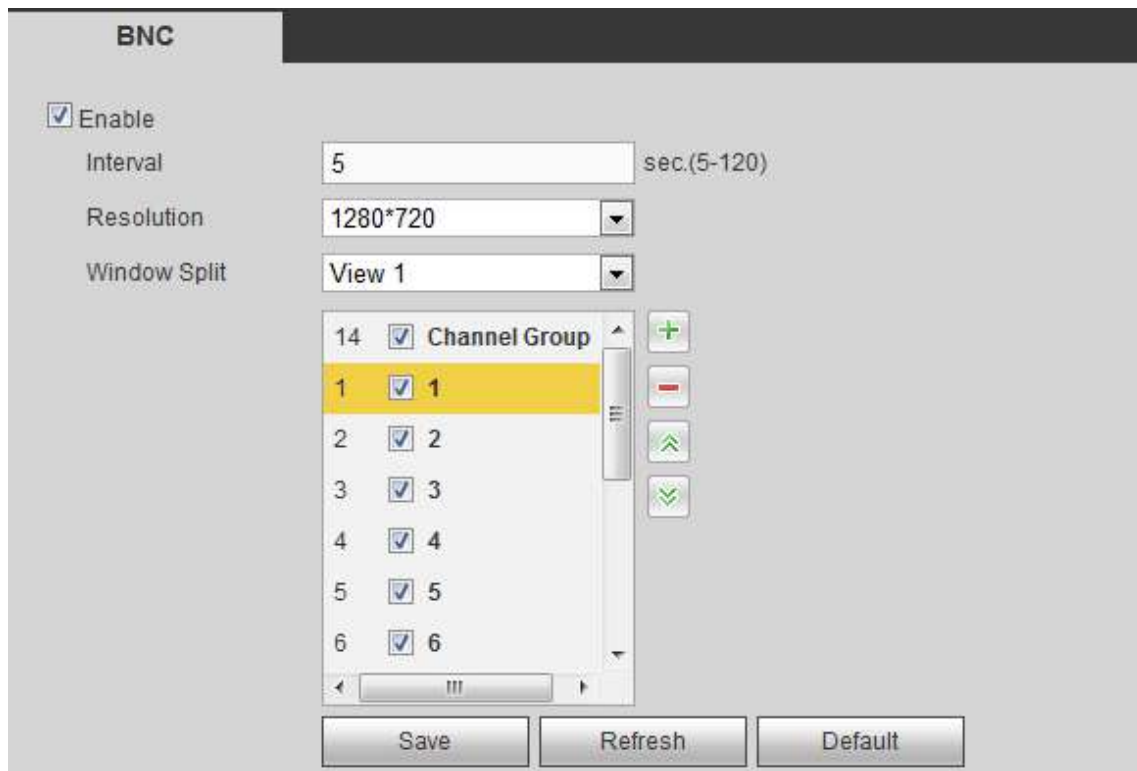 BNC
Enable
Interval 5 sec.(5-120)
Resolution 1280*720
Window Split View 1
14 Channel Group
1 1
2 2
3 3
4 4
5 5
6 6
Save Refresh Default